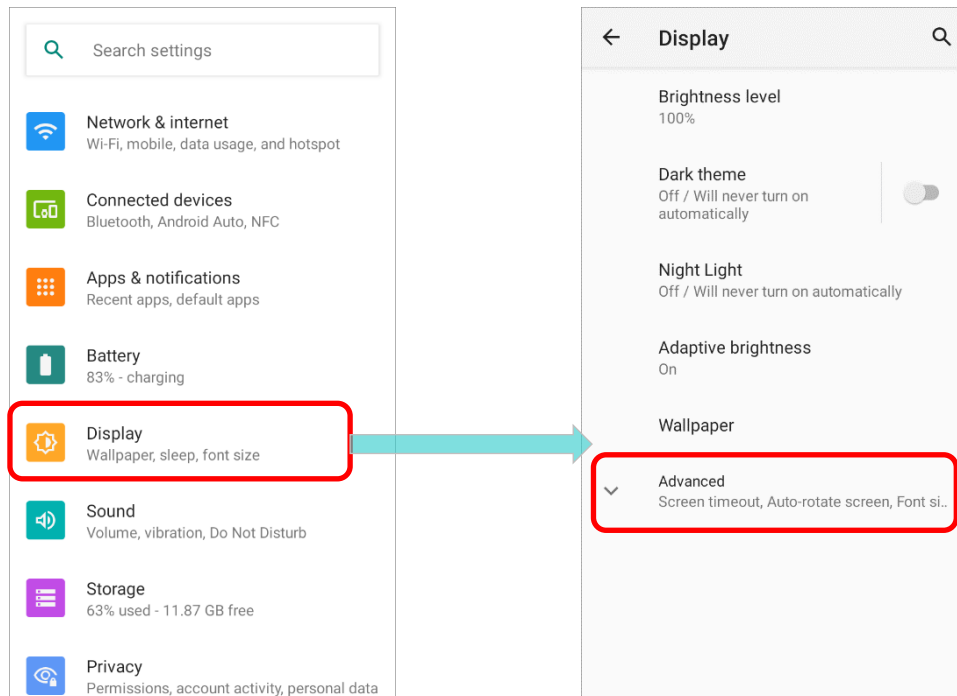 Search settings
Network & internet
Wi-Fi, mobile, data usage, and hotspot
Connected devices
Bluetooth, Android Auto, NFC
Apps & notifications
Recent apps, default apps
Battery
83% - charging
Display
Wallpaper, sleep, font size
Sound
Volume, vibration, Do Not Disturb
Storage
63% used - 11.87 GB free
Privacy
Permissions, account activity, personal data
Display
Brightness level
100%
Dark theme
Off / Will never turn on
automatically
Night Light
Off / Will never turn on automatically
Adaptive brightness
On
Wallpaper
Advanced
Screen timeout, Auto-rotate screen, Font si..